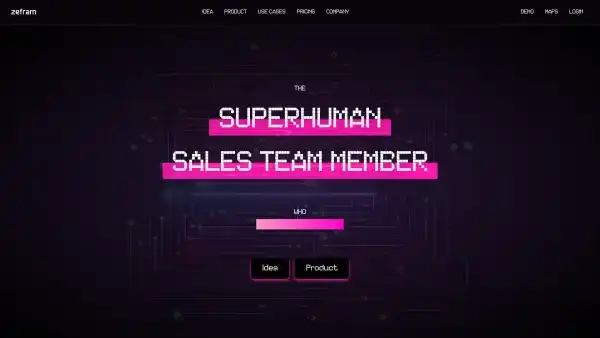 zefram
IDEA PRODUCT USE CASES PRICING COMPANY
DEMO MAPS LOGIN
THE
SUPERHUMAN
SALES TEAM MEMBER
WHO
Idea Product